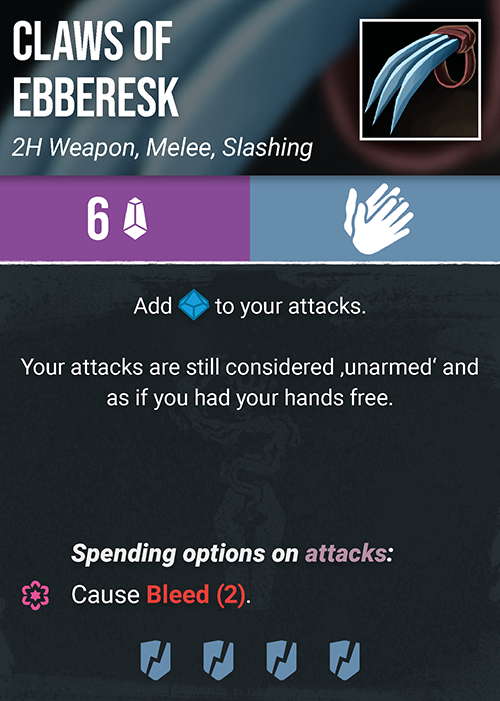 CLAWS OF
EBBERESK
2H Weapon, Melee, Slashing
6
Add to your attacks.
Your attacks are still considered ‚unarmed‘ and
as if you had your hands free.
Spending options on attacks:
Cause Bleed (2).